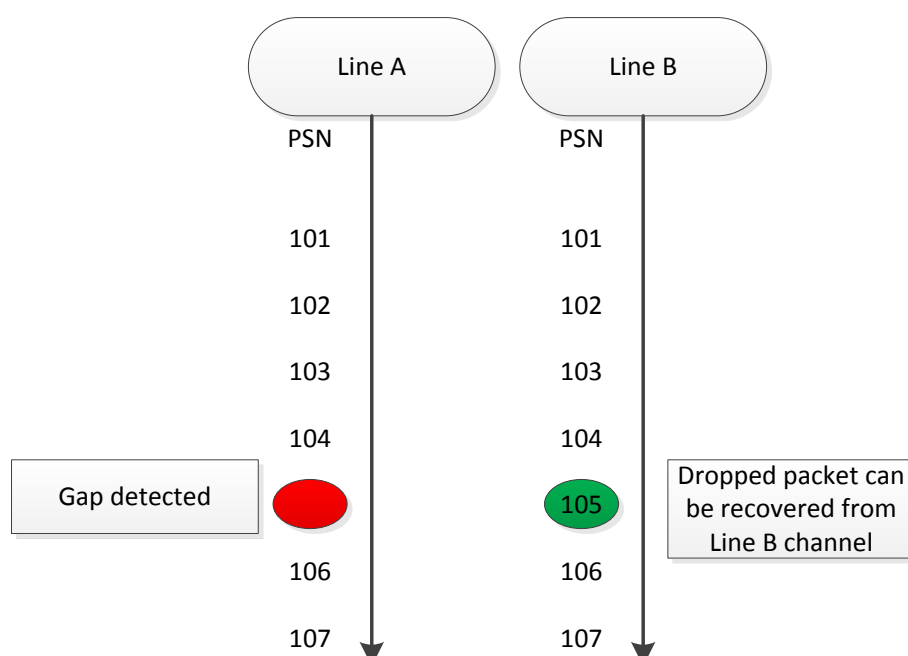 Line A
Line B
PSN
PSN
101
101
102
102
103
103
104
104
Gap detected
105
Dropped packet can
be recovered from
Line B channel
106
106
107
107